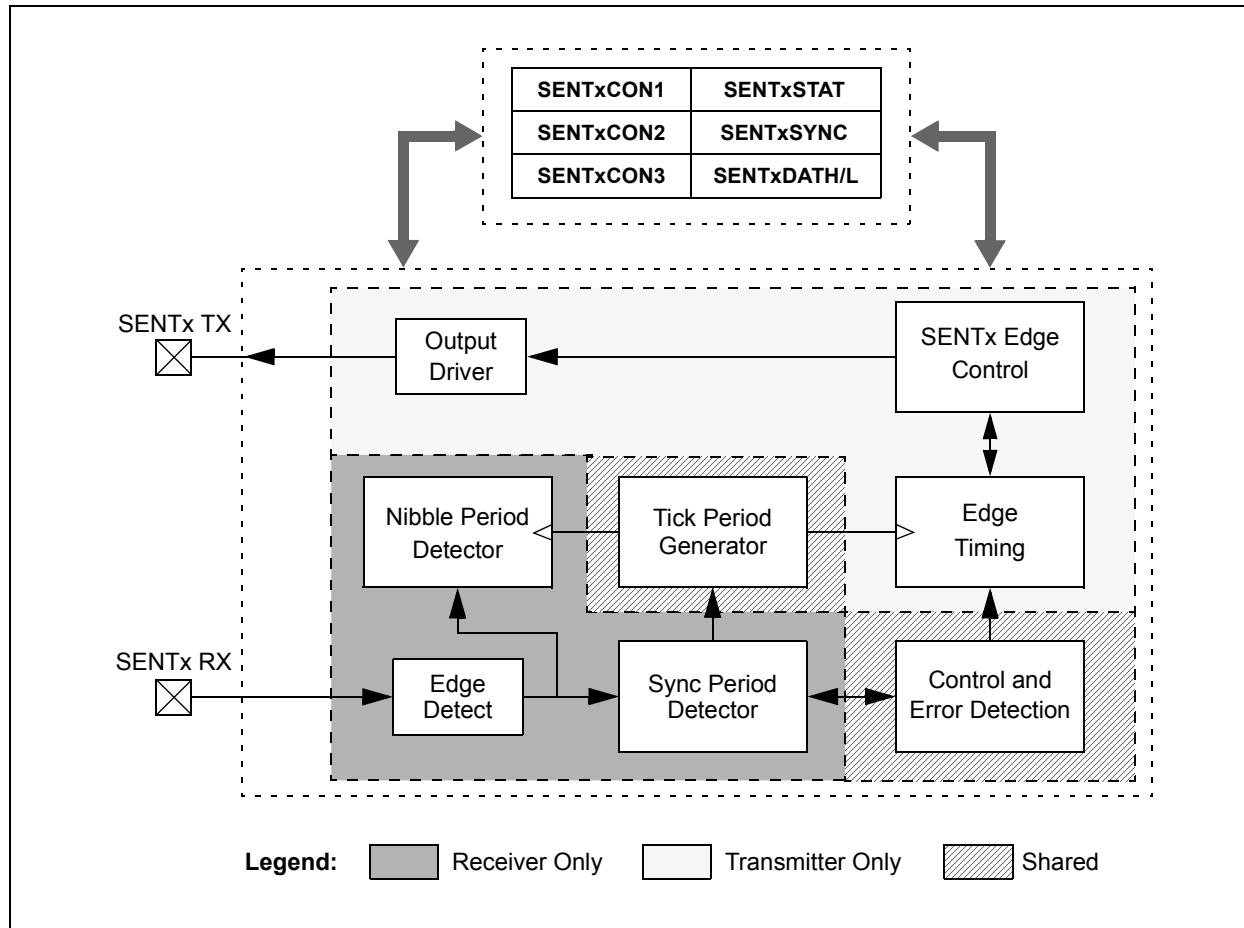 SENTxCON1 SENTxSTAT
SENTxCON2 SENTxSYNC
SENTxCON3 SENTxDATH/L
SENTx TX
Output
Driver
SENTx Edge
Control
Nibble Period
Detector
Tick Period
Generator
Edge
Timing
SENTx RX
Edge
Detect
Sync Period
Detector
Control and
Error Detection
Legend: Receiver Only Transmitter Only Shared